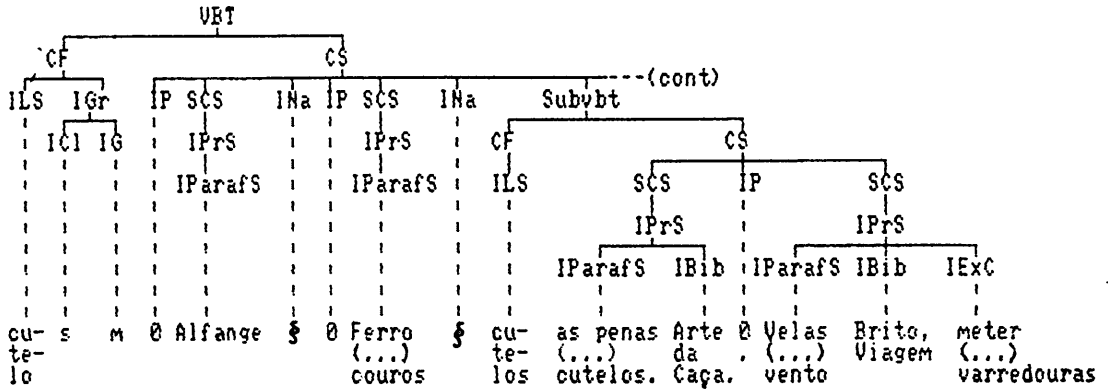 VBT
CF CS
ILS IGr IP SCS INa IP SCS INa Subvbt ---(cont)
ICl IG IPrS IPrS CF CS
IParafS IParafS ILS SCS IP SCS
IPrS IPrS
IParafS IBib IParafS IBib IExC
cu- s m 0 Alfange § 0 Ferro § cu- as penas Arte 0 Velas Brito, meter
te- (...) te- (...) da . (...) Viagem (...)
lo couros los cutelos. Caça. vento varredouras